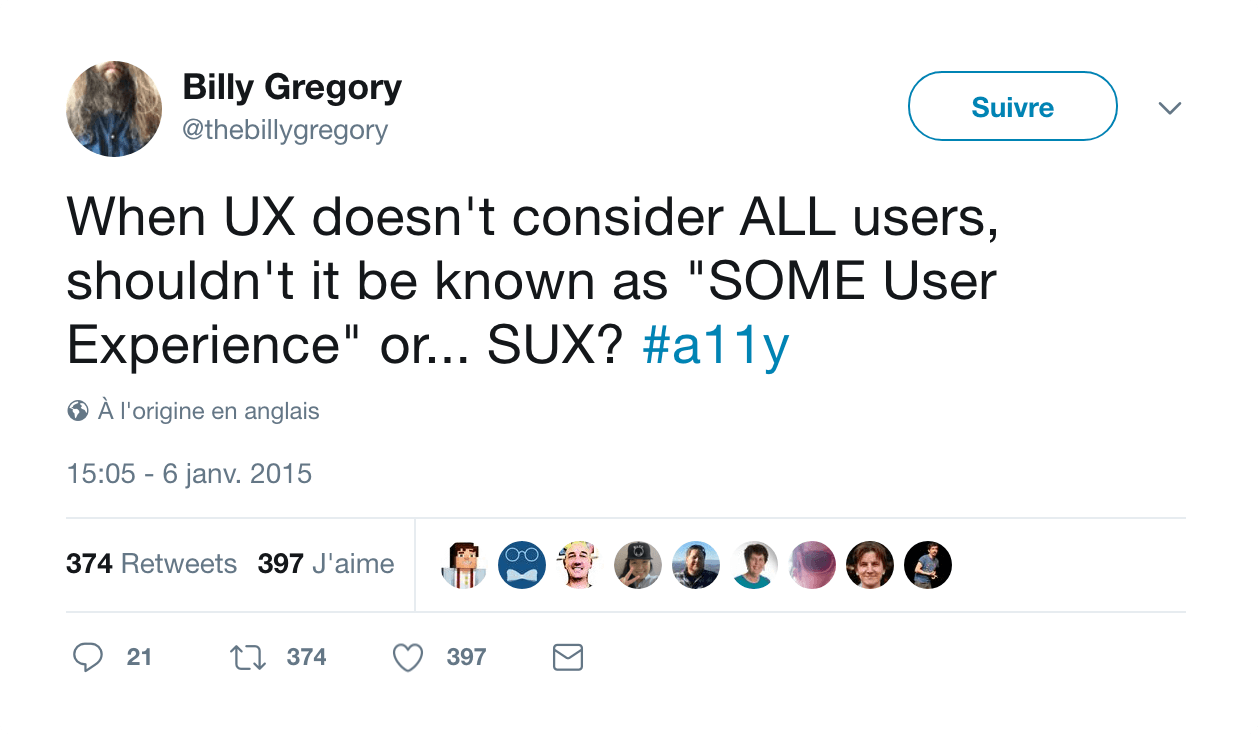 Billy Gregory
@thebillygregory
Suivre
When UX doesn't consider ALL users,
shouldn't it be known as "SOME User
Experience" or... SUX? #a11y
À l'origine en anglais
15:05 - 6 janv. 2015
374 Retweets 397 J'aime
21 374 397